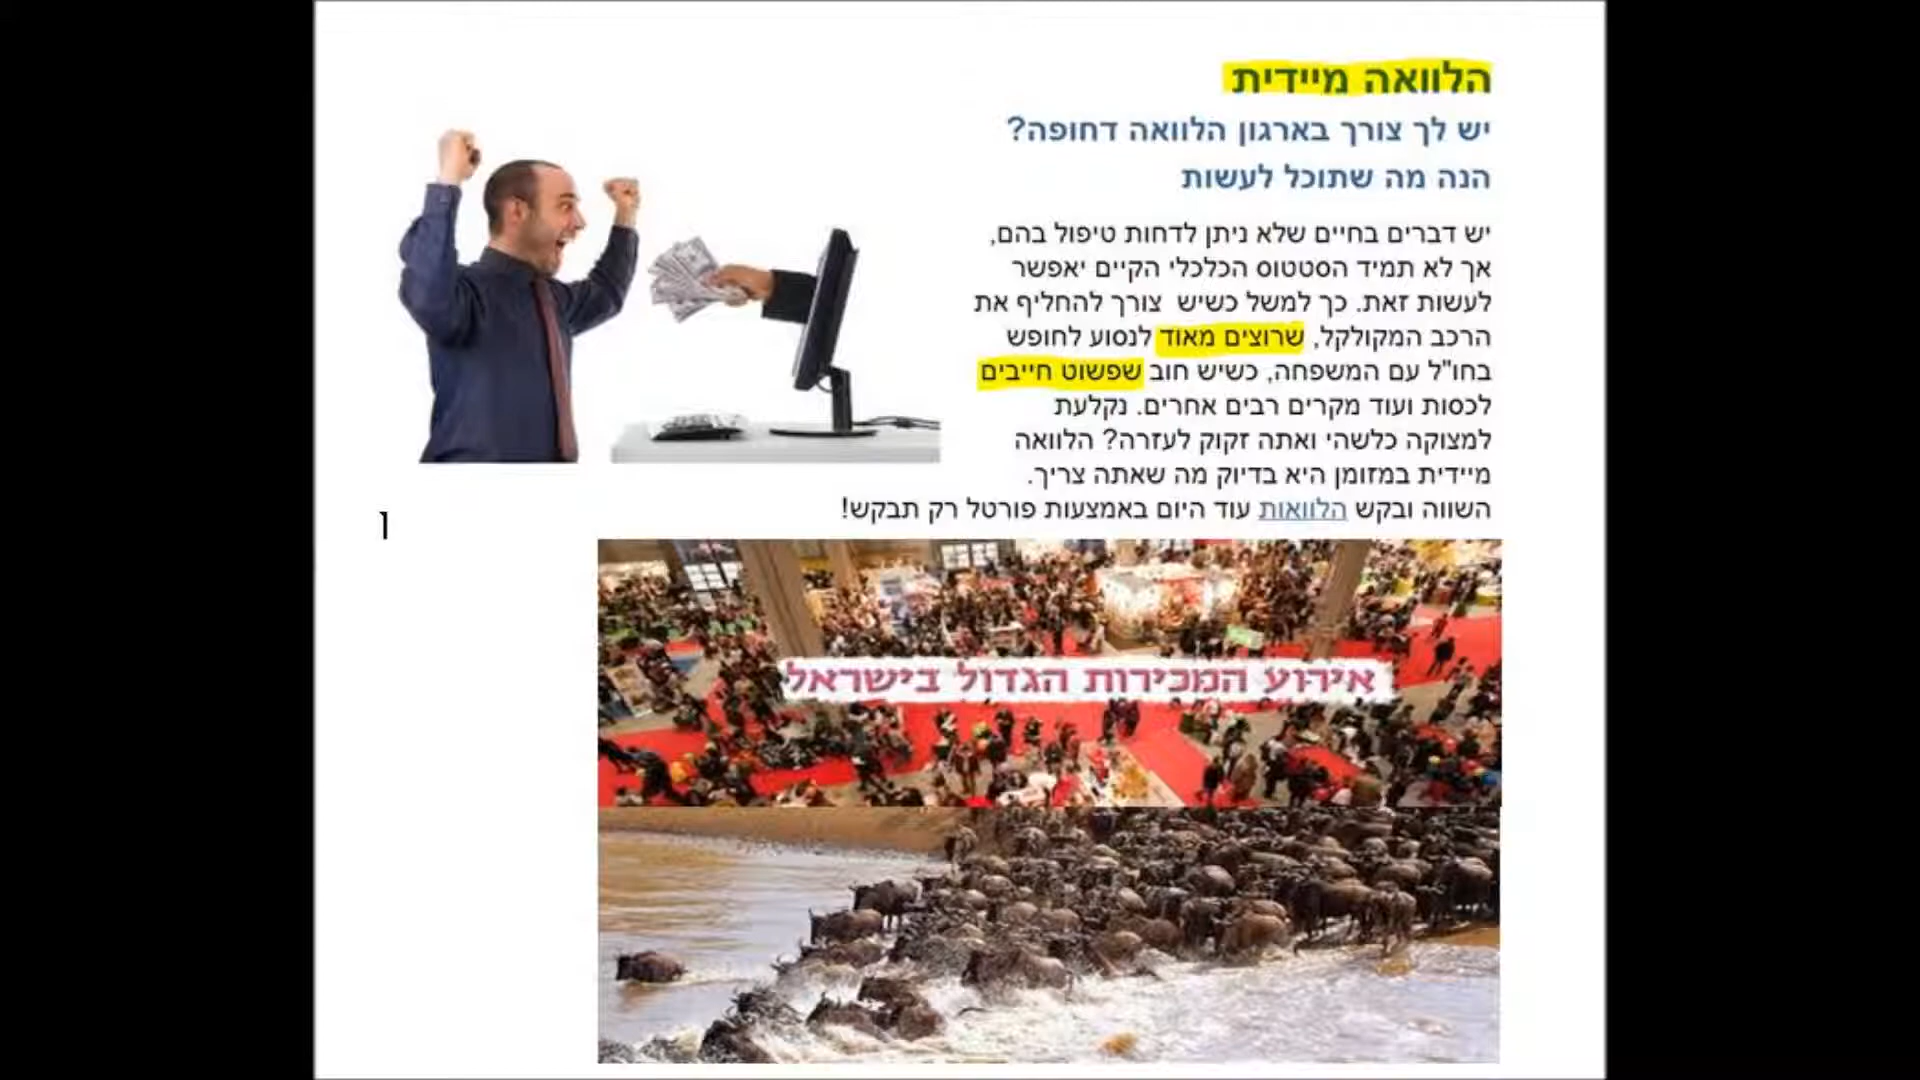 הלוואה מיידית
יש לך צורך בארגון הלוואה דחופה?
הנה מה שתוכל לעשות
יש דברים בחיים שלא ניתן לדחות טיפול בהם,
אך לא תמיד הסטטוס הכלכלי הקיים יאפשר
לעשות זאת. כך למשל כשיש צורך להחליף את
הרכב המקולקל, שרוצים מאוד לנסוע לחופש
בחו"ל עם המשפחה, כשיש חוב שפשוט חייבים
לכסות ועוד מקרים רבים אחרים. נקלעת
למצוקה כלשהי ואתה זקוק לעזרה? הלוואה
מיידית במזומן היא בדיוק מה שאתה צריך.
השווה ובקש הלוואות עוד היום באמצעות פורטל רק תבקש!
ו
אירוע המכירות הגדול בישראל